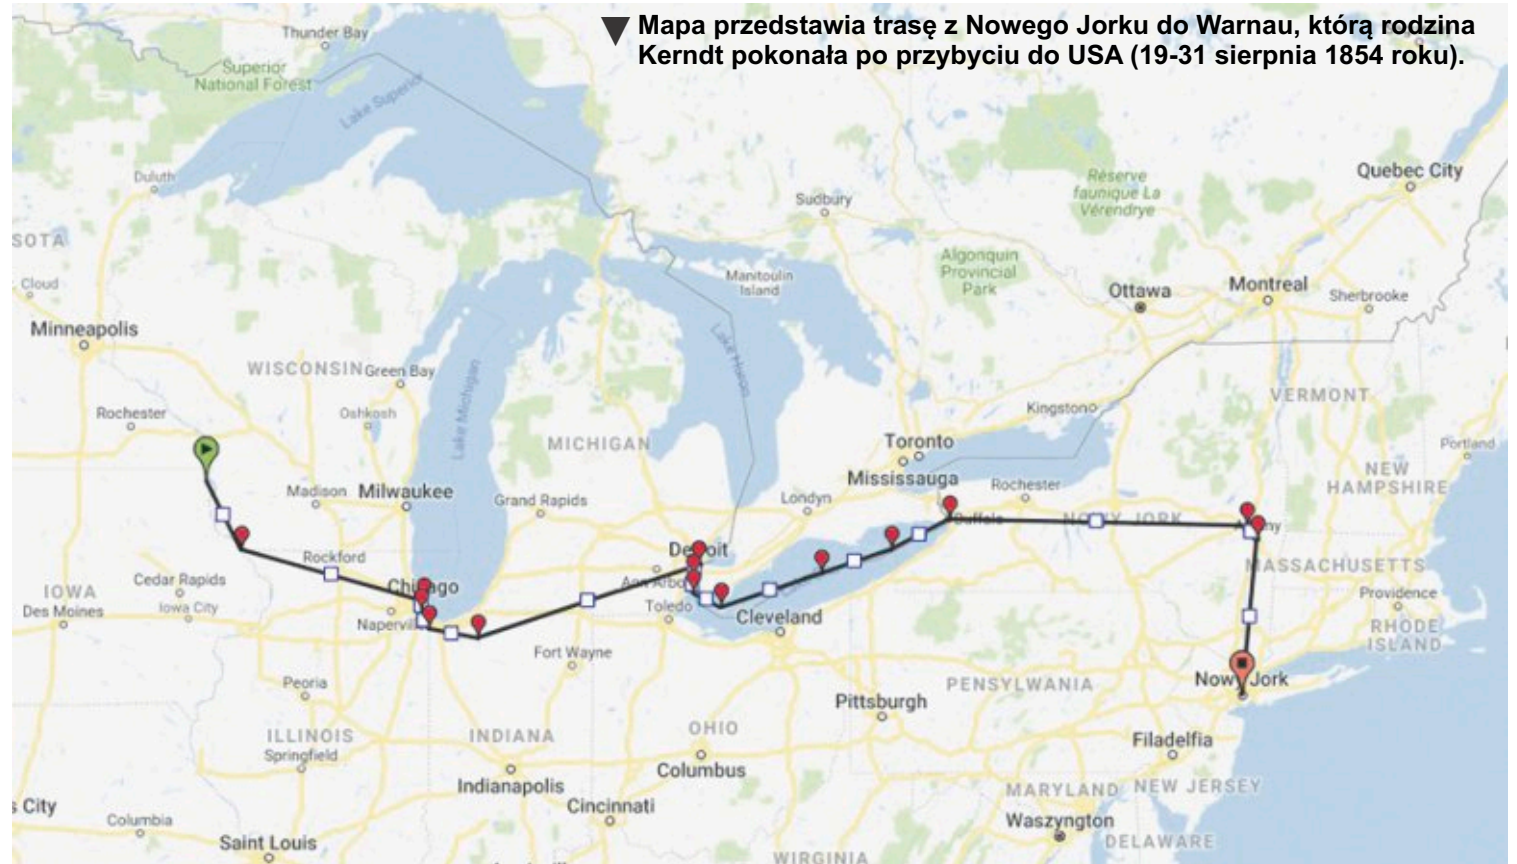 Mapa przedstawia trasę z Nowego Jorku do Warnau, którą rodzina
Kerndt pokonała po przybyciu do USA (19-31 sierpnia 1854 roku).
Thunder Bay
Superior
National Forest
Lake Superior
Duluth
Sudbury
Réserve
faunique La
Vérendrye
Quebec City
SOTA
Cloud
Manitoulin
Island
Algonquin
Provincial
Park
Ottawa
Montreal
Sherbrooke
Minneapolis
WISCONSIN
Green Bay
Lake Michigan
Lake Huron
VERMONT
Rochester
Oshkosh
Kingston
MICHIGAN
Toronto
Portland
Mississauga
NEW
HAMPSHIRE
Madison
Milwaukee
Grand Rapids
Londyn
Rochester
Buffalo
NOWY JORK
Albany
Detroit
Rockford
Ann Arbor
MASSACHUSETTS
IOWA
Cedar Rapids
Chicago
Des Moines
Iowa City
Toledo
Cleveland
Providence
Naperville
RHODE
ISLAND
Fort Wayne
Peoria
PENSYLWANIA
Nowy Jork
Pittsburgh
ILLINOIS
INDIANA
OHIO
Springfield
Filadelfia
Columbus
Indianapolis
MARYLAND
NEW JERSEY
s City
Cincinnati
Columbia
Waszyngton
Saint Louis
DELAWARE
VIRGINIA